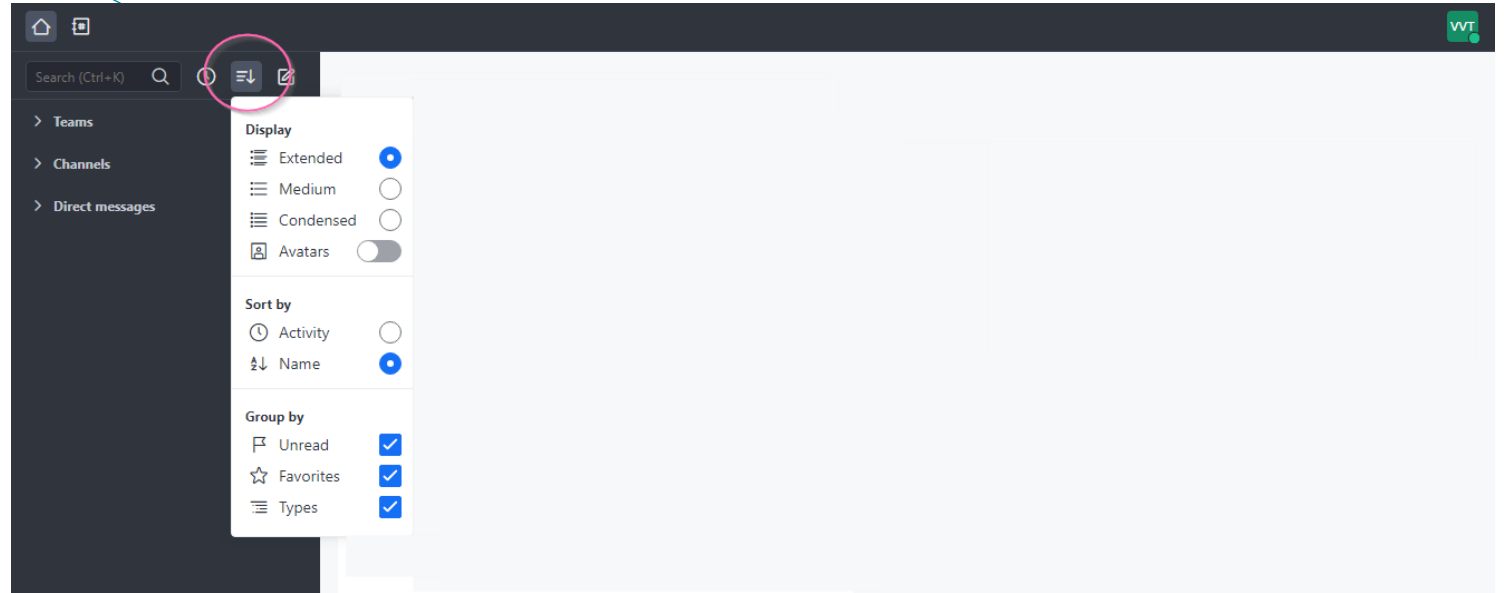 VVT
Search (Ctrl+K)
Teams
Channels
Direct messages
Display
Extended
Medium
Condensed
Avatars
Sort by
Activity
Name
Group by
Unread
Favorites
Types